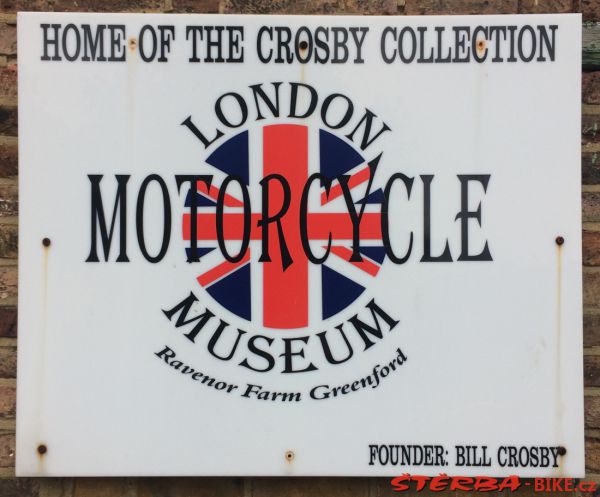 HOME OF THE CROSBY COLLECTION
LONDON
MOTORCYCLE
MUSEUM
Ravenor Farm Greenford
FOUNDER: BILL CROSBY
ŠTĚRBA-BIKE.cz